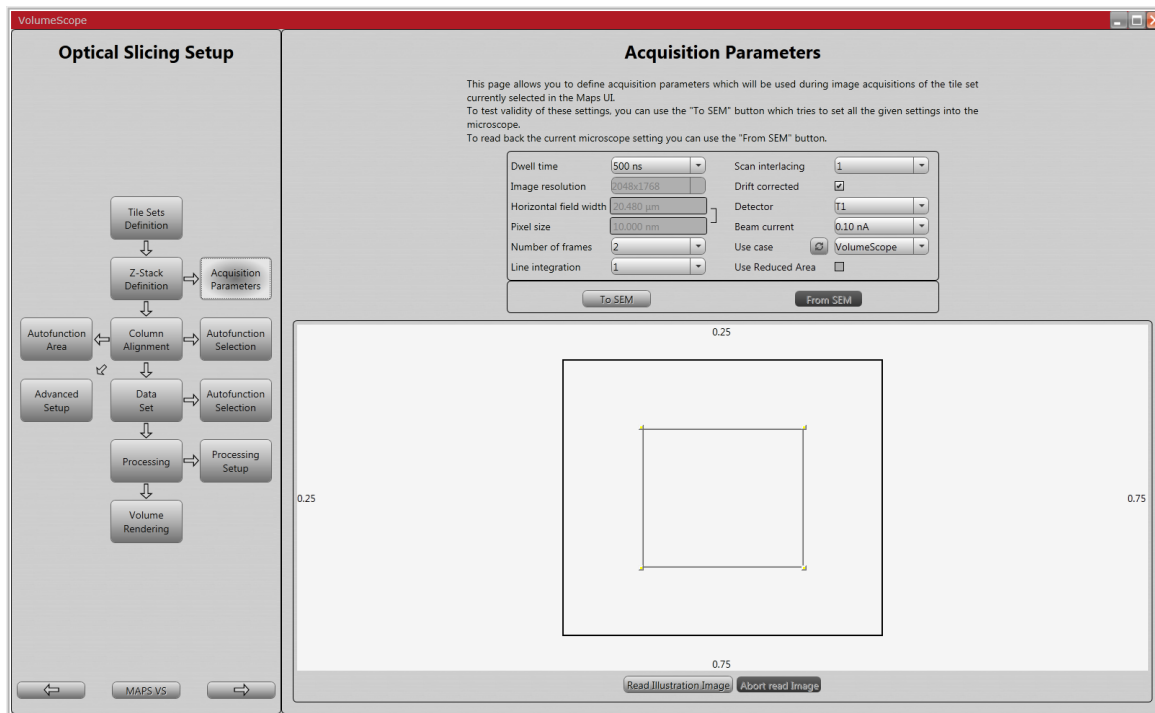 VolumeScope
Optical Slicing Setup
Tile Sets
Definition
Z-Stack
Definition
Acquisition
Parameters
Autofunction
Area
Column
Alignment
Autofunction
Selection
Advanced
Setup
Data
Set
Autofunction
Selection
Processing
Processing
Setup
Volume
Rendering
MAPS VS
Acquisition Parameters
This page allows you to define acquisition parameters which will be used during image acquisitions of the tile set
currently selected in the Maps UI.
To test validity of these settings, you can use the "To SEM" button which tries to set all the given settings into the
microscope.
To read back the current microscope setting you can use the "From SEM" button.
Dwell time 500 ns Scan interlacing 1
Image resolution 2048x1768 Drift corrected
Horizontal field width 20.480 µm Detector T1
Pixel size 10.000 nm Beam current 0.10 nA
Number of frames 2 Use case VolumeScope
Line integration 1 Use Reduced Area
To SEM From SEM
0.25
0.25 0.75
0.75
Read Illustration Image Abort read Image